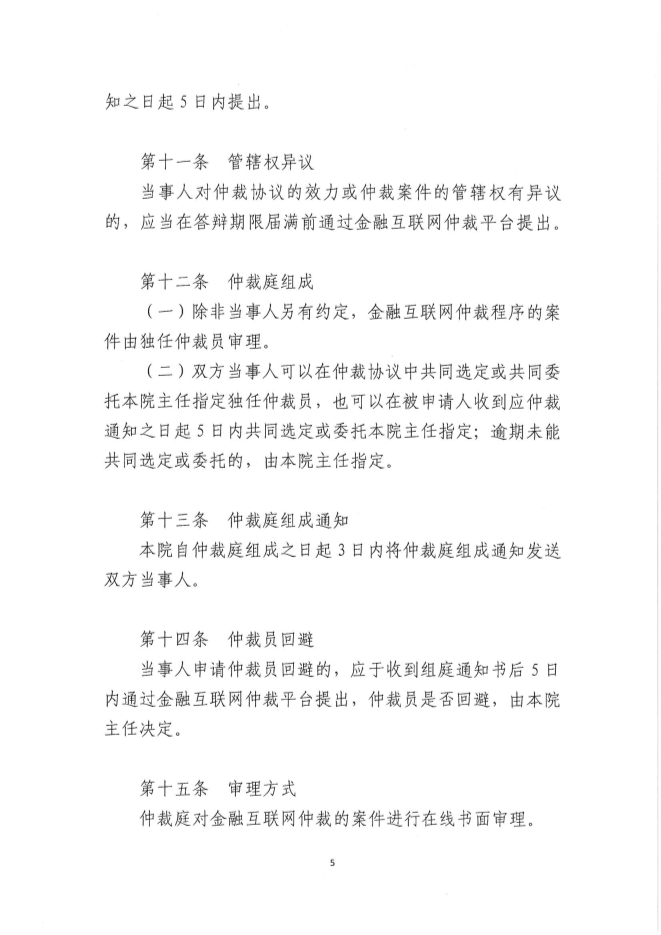 知之日起 5 日内提出。
第十一条　管辖权异议
当事人对仲裁协议的效力或仲裁案件的管辖权有异议
的，应当在答辩期限届满前通过金融互联网仲裁平台提出。
第十二条　仲裁庭组成
（一）除非当事人另有约定，金融互联网仲裁程序的案
件由独任仲裁员审理。
（二）双方当事人可以在仲裁协议中共同选定或共同委
托本院主任指定独任仲裁员，也可以在被申请人收到应仲裁
通知之日起 5 日内共同选定或委托本院主任指定；逾期未能
共同选定或委托的，由本院主任指定。
第十三条　仲裁庭组成通知
本院自仲裁庭组成之日起 3 日内将仲裁庭组成通知发送
双方当事人。
第十四条　仲裁员回避
当事人申请仲裁员回避的，应于收到组庭通知书后 5 日
内通过金融互联网仲裁平台提出，仲裁员是否回避，由本院
主任决定。
第十五条　审理方式
仲裁庭对金融互联网仲裁的案件进行在线书面审理。
5